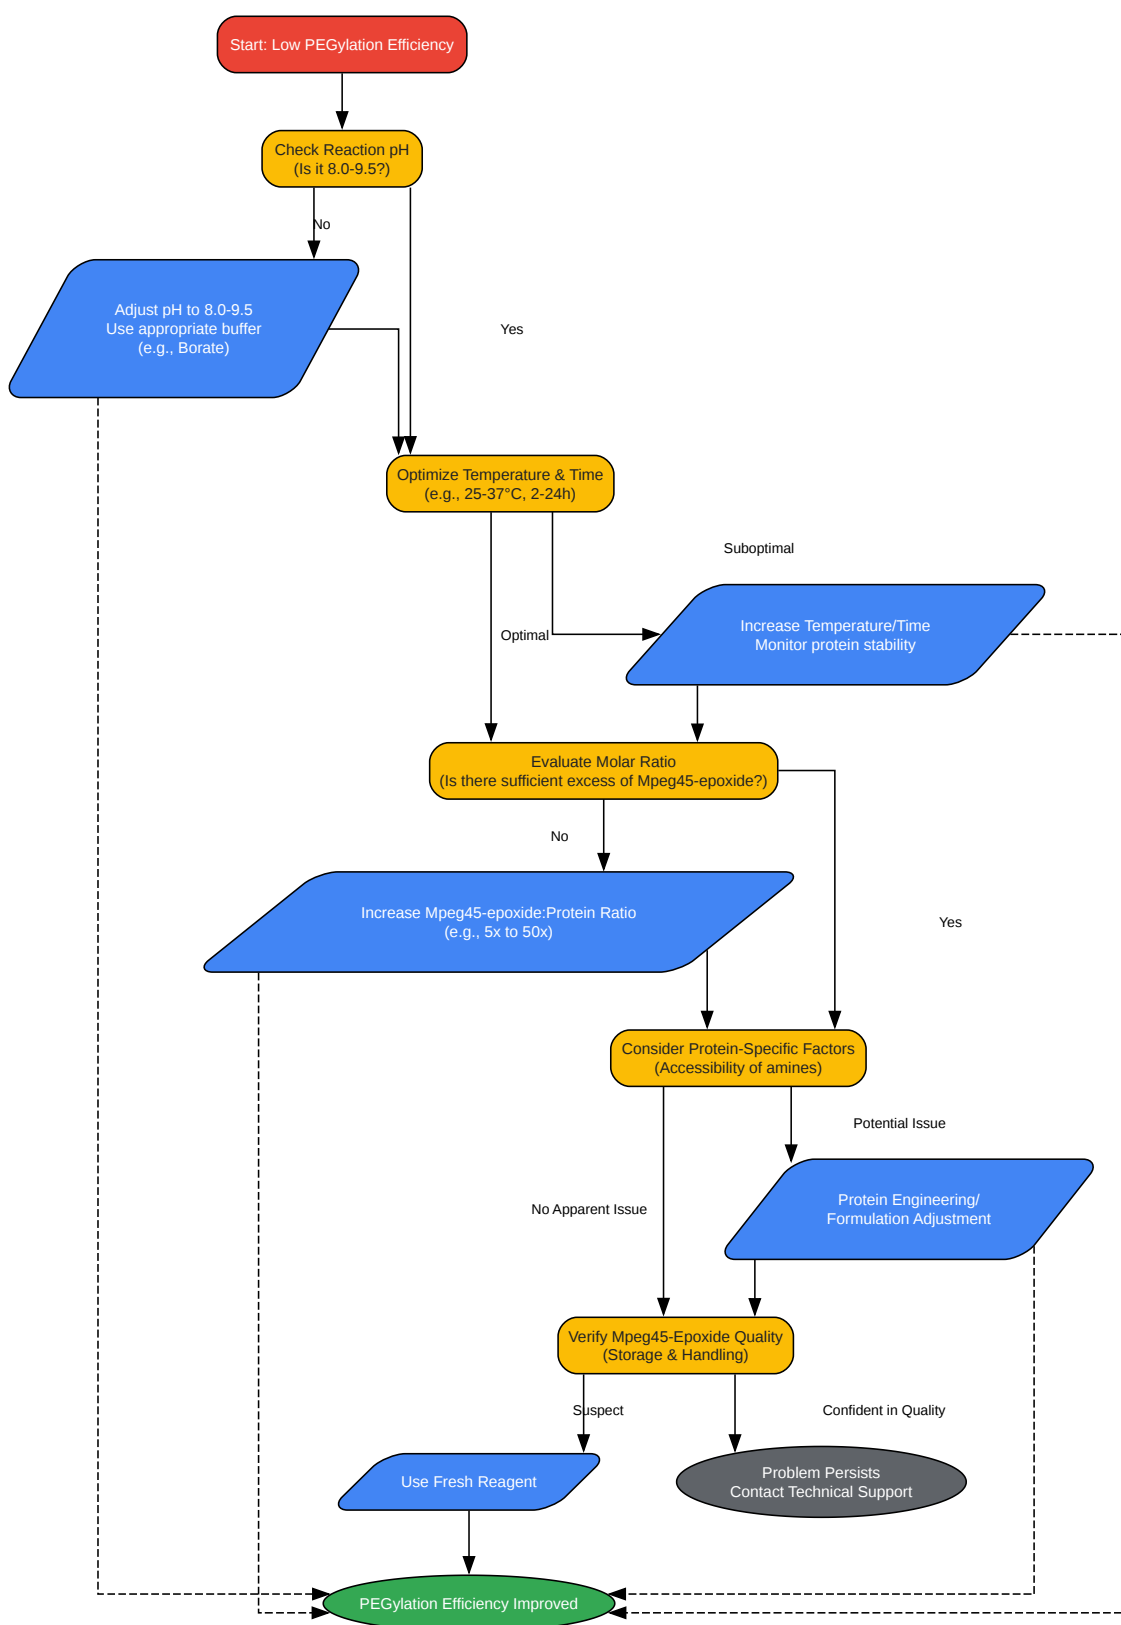 Start: Low PEGylation Efficiency
Check Reaction pH
(Is it 8.0-9.5?)
No
Adjust pH to 8.0-9.5
Use appropriate buffer
(e.g., Borate)
Yes
Optimize Temperature & Time
(e.g., 25-37°C, 2-24h)
Suboptimal
Optimal
Increase Temperature/Time
Monitor protein stability
Evaluate Molar Ratio
(Is there sufficient excess of Mpeg45-epoxide?)
No
Increase Mpeg45-epoxide:Protein Ratio
(e.g., 5x to 50x)
Yes
Consider Protein-Specific Factors
(Accessibility of amines)
Potential Issue
No Apparent Issue
Protein Engineering/
Formulation Adjustment
Verify Mpeg45-Epoxide Quality
(Storage & Handling)
Suspect
Confident in Quality
Use Fresh Reagent
Problem Persists
Contact Technical Support
PEGylation Efficiency Improved